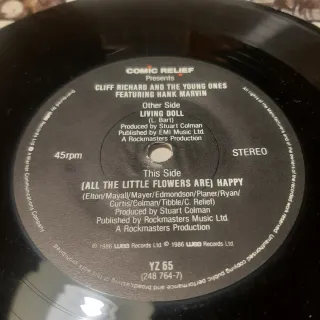 COMIC RELIEF
Presents
CLIFF RICHARD AND THE YOUNG ONES
FEATURING HANK MARVIN
Other Side
LIVING DOLL
(L. Bart)
Produced by Stuart Colman
Published by EMI Music Ltd.
A Rockmasters Production
45rpm
STEREO
This Side
(ALL THE LITTLE FLOWERS ARE) HAPPY
(Elton/Mayall/Mayer/Edmondson/Planer/Ryan/
Curtis/Colman/Tibble/C. Relief)
Produced by Stuart Colman
Published by Rockmasters Music Ltd.
A Rockmasters Production
℗ 1986 WEA Records Ltd. © 1986 WEA Records Ltd.
YZ 65
(248 764-7)